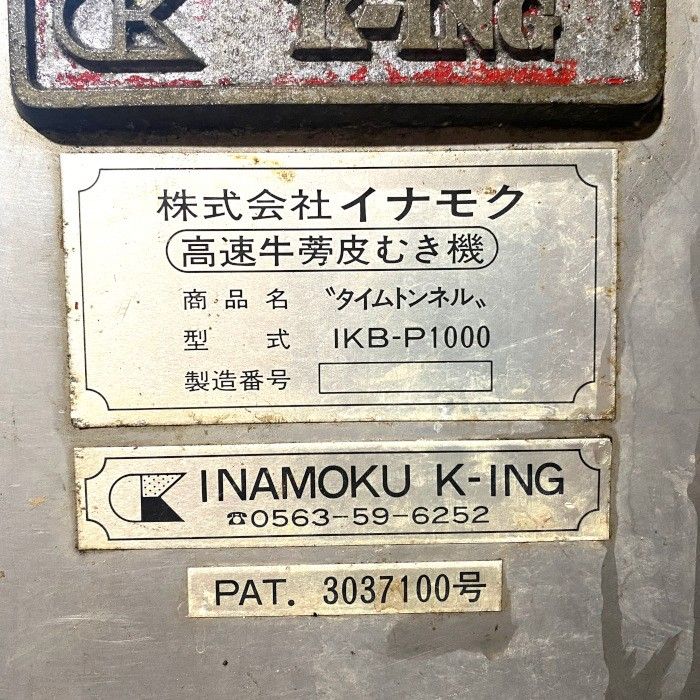 K-ING
株式会社イナモク
高速牛蒡皮むき機
商品名 〝タイムトンネル〟
型式 IKB-P1000
製造番号
INAMOKU K-ING
☎0563-59-6252
PAT. 3037100号